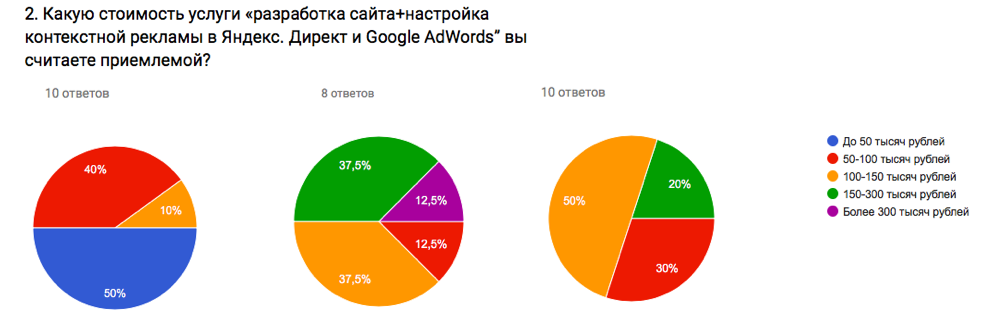 2. Какую стоимость услуги «разработка сайта+настройка
контекстной рекламы в Яндекс. Директ и Google AdWords” вы
считаете приемлемой?
10 ответов
8 ответов
10 ответов
40%
10%
50%
37,5%
12,5%
12,5%
37,5%
50%
20%
30%
До 50 тысяч рублей
50-100 тысяч рублей
100-150 тысяч рублей
150-300 тысяч рублей
Более 300 тысяч рублей